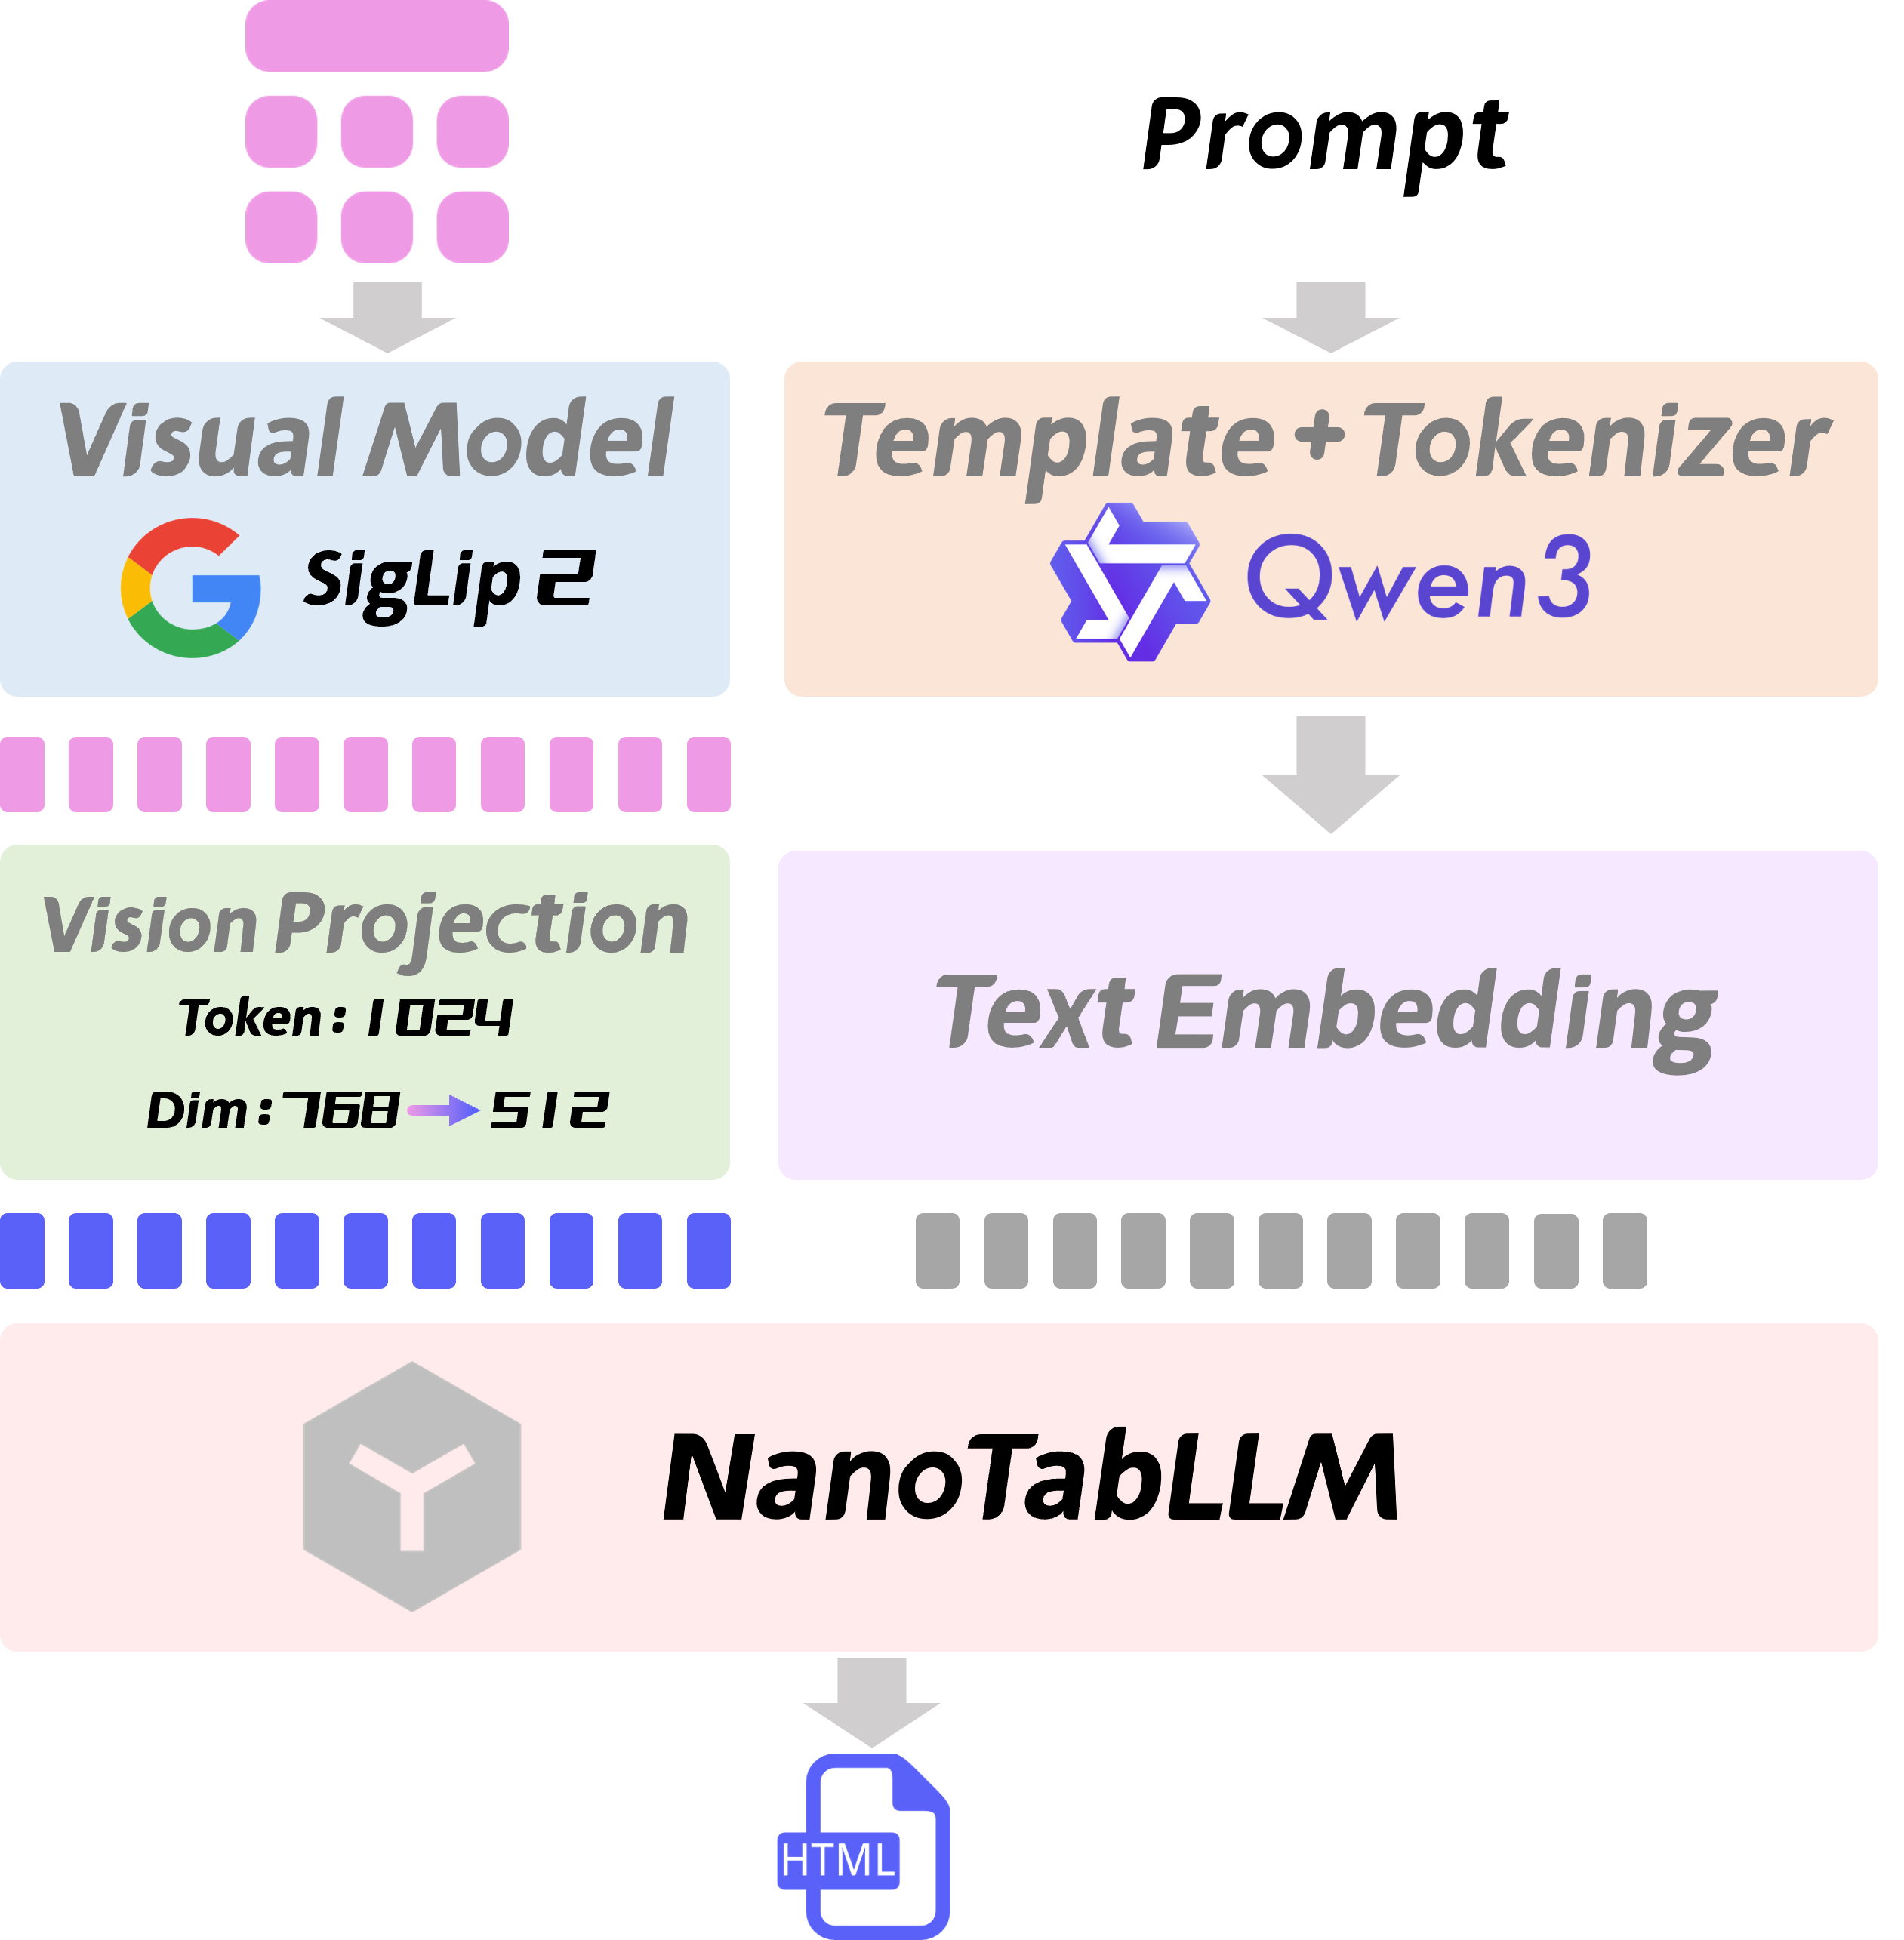 Prompt
Visual Model
SigLip 2
Template + Tokenizer
Qwen3
Vision Projection
Token: 1024
Dim: 768 512
Text Embedding
NanoTabLLM
HTML